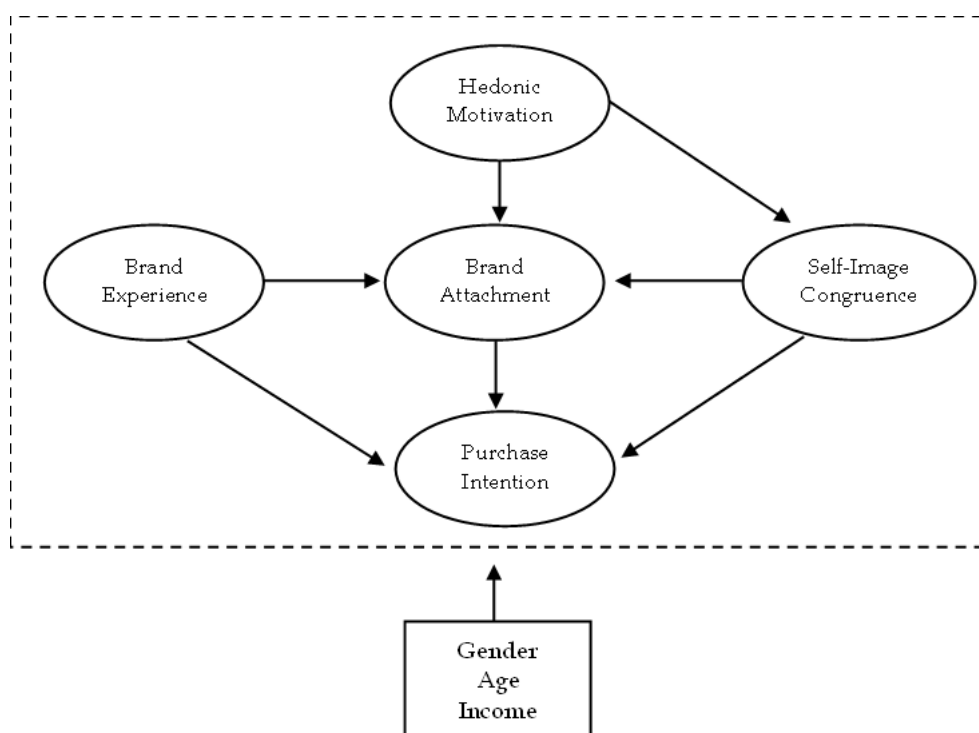 Hedonic
Motivation
Brand
Experience
Brand
Attachment
Self-Image
Congruence
Purchase
Intention
Gender
Age
Income